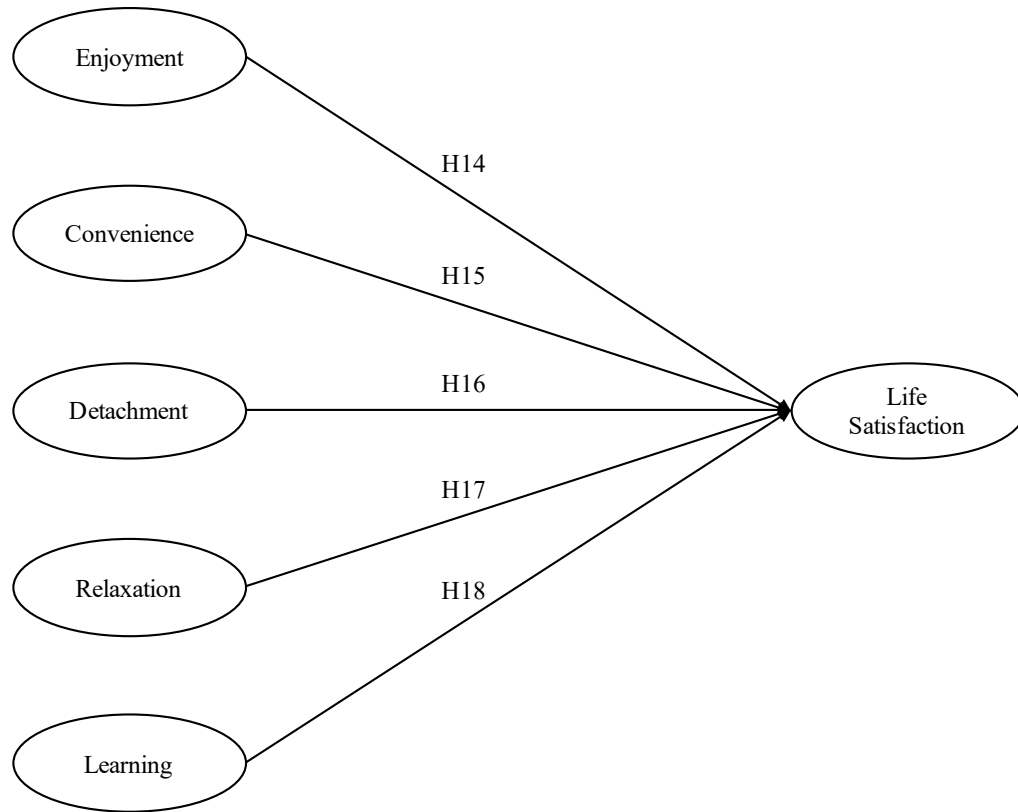 Enjoyment
H14
Convenience
H15
Detachment
H16
Life
Satisfaction
Relaxation
H17
Learning
H18